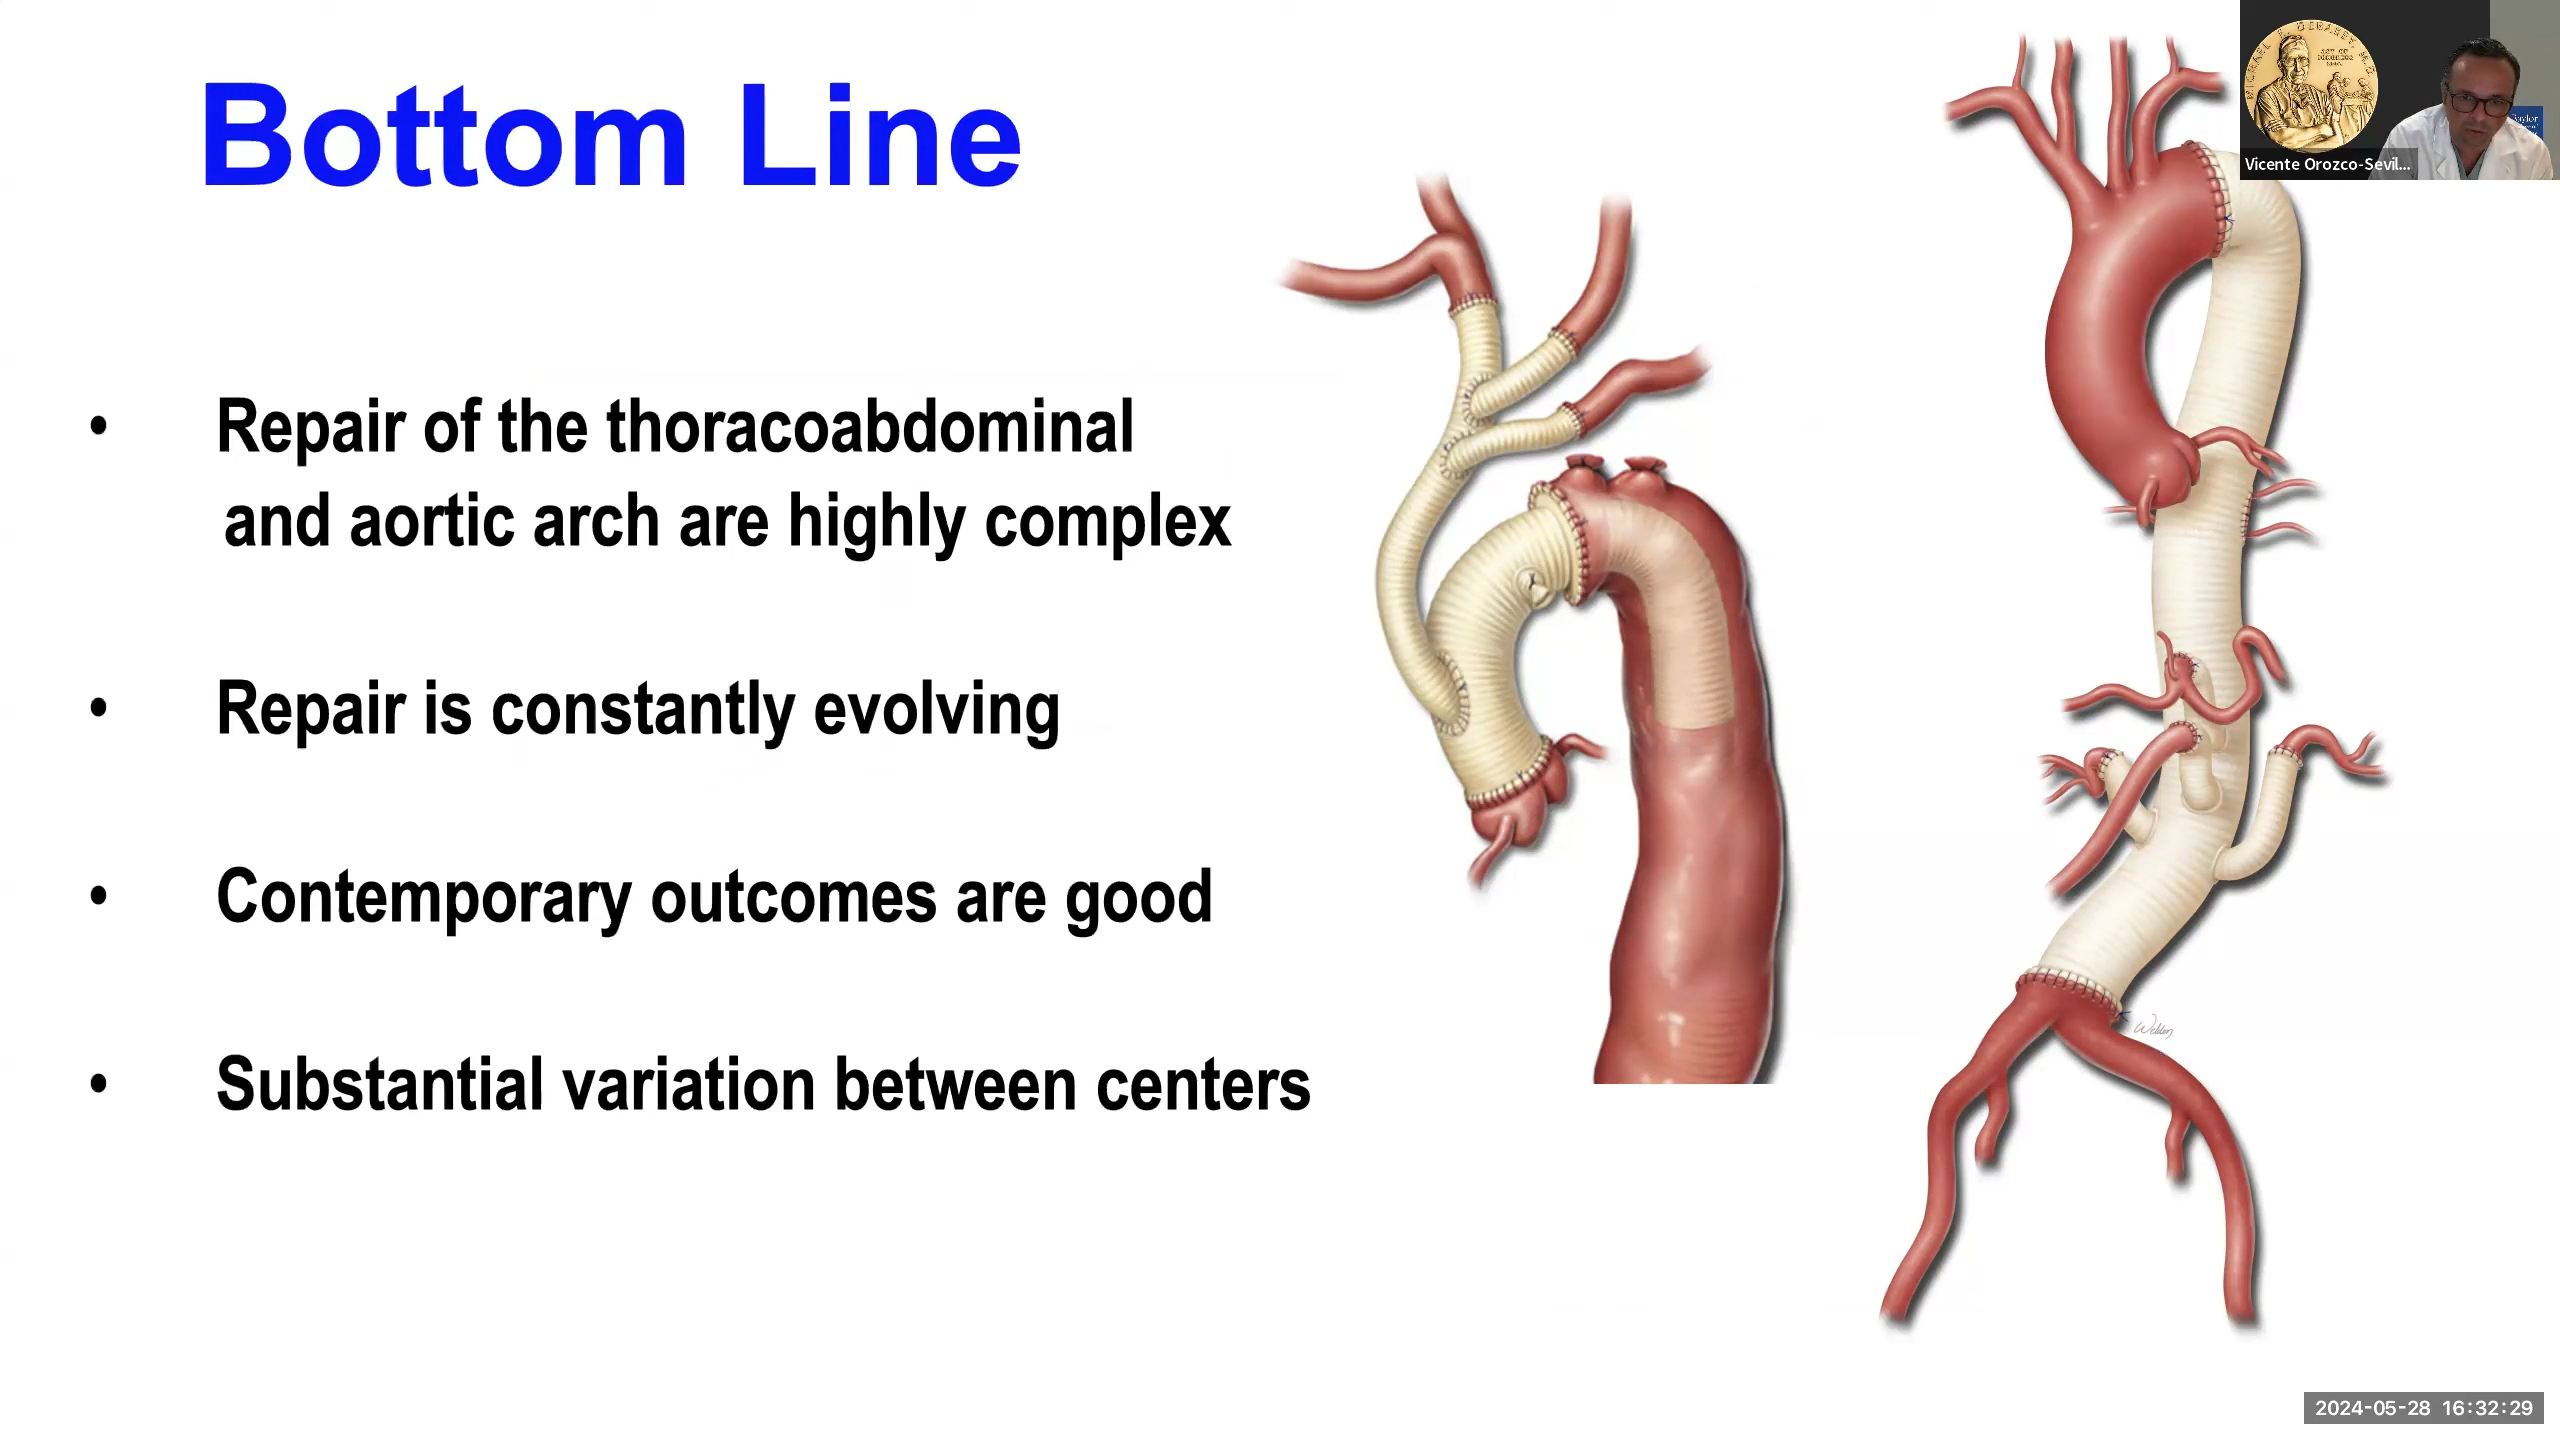 Bottom Line
• Repair of the thoracoabdominal
and aortic arch are highly complex
• Repair is constantly evolving
• Contemporary outcomes are good
• Substantial variation between centers
Vicente Orozco-Sevil...
Welden
2024-05-28 16:32:29